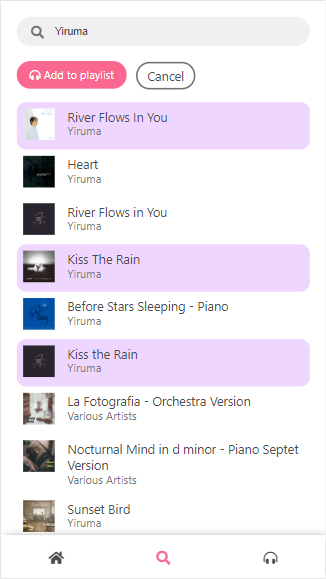 Yiruma
Add to playlist
Cancel
River Flows In You
Yiruma
Heart
Yiruma
River Flows in You
Yiruma
Kiss The Rain
Yiruma
Before Stars Sleeping - Piano
Yiruma
Kiss the Rain
Yiruma
La Fotografia - Orchestra Version
Various Artists
Nocturnal Mind in d minor - Piano Septet
Version
Various Artists
Sunset Bird
Yiruma